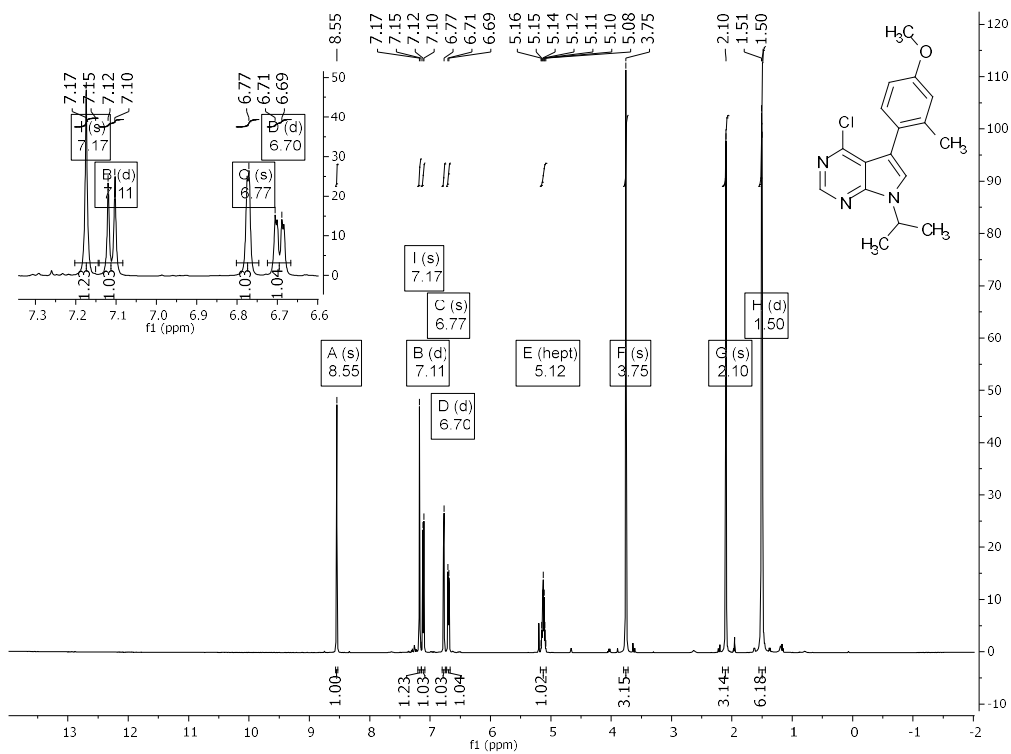 8.55
7.17
7.15
7.12
7.10
6.77
6.71
6.69
5.16
5.15
5.14
5.12
5.11
5.10
5.08
3.75
2.10
1.51
1.50
7.17
7.15
7.12
7.10
6.77
6.71
6.69
I (s)
7.17
B (d)
7.11
C (s)
6.77
D (d)
6.70
50
40
30
20
10
0
1.23
1.03
1.03
1.04
7.3 7.2 7.1 7.0 6.9 6.8 6.7 6.6
f1 (ppm)
H₃C
O
Cl
CH₃
N
N
N
H₃C
CH₃
I (s)
7.17
C (s)
6.77
A (s)
8.55
B (d)
7.11
D (d)
6.70
E (hept)
5.12
F (s)
3.75
G (s)
2.10
H (d)
1.50
120
110
100
90
80
70
60
50
40
30
20
10
0
-10
1.00
1.23
1.03
1.03
1.04
1.02
3.15
3.14
6.18
13 12 11 10 9 8 7 6 5 4 3 2 1 0 -1 -2
f1 (ppm)